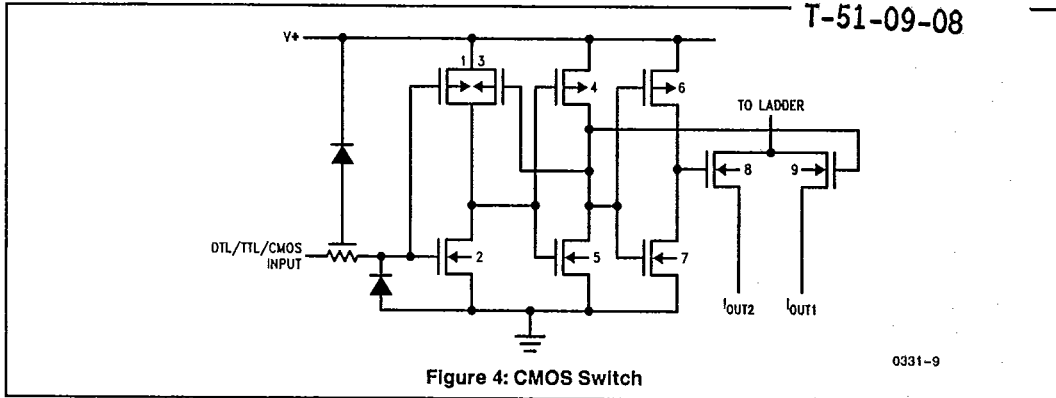 T-51-09-08
V+
1 3
4
6
TO LADDER
8
9
DTL/TTL/CMOS
INPUT
2
5
7
IOUT2
IOUT1
0331-9
Figure 4: CMOS Switch